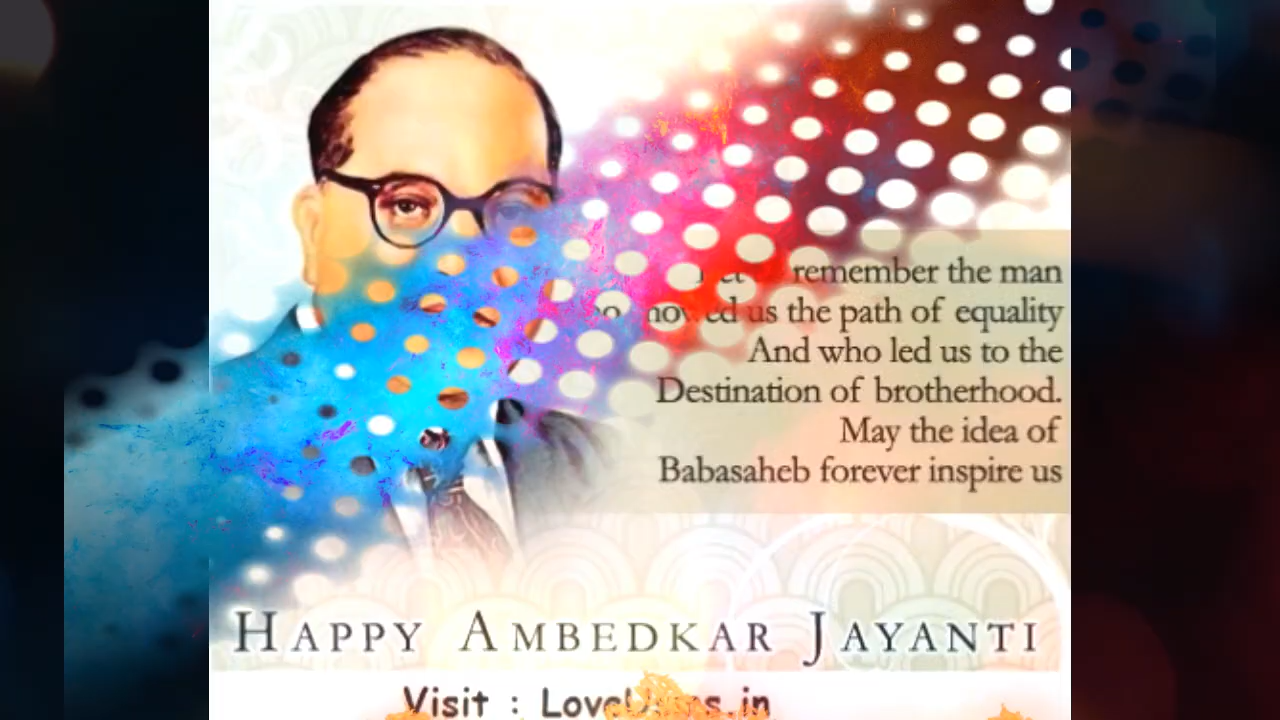 remember the man
us the path of equality
And who led us to the
Destination of brotherhood.
May the idea of
Babasaheb forever inspire us
HAPPY AMBEDKAR JAYANTI
Visit :